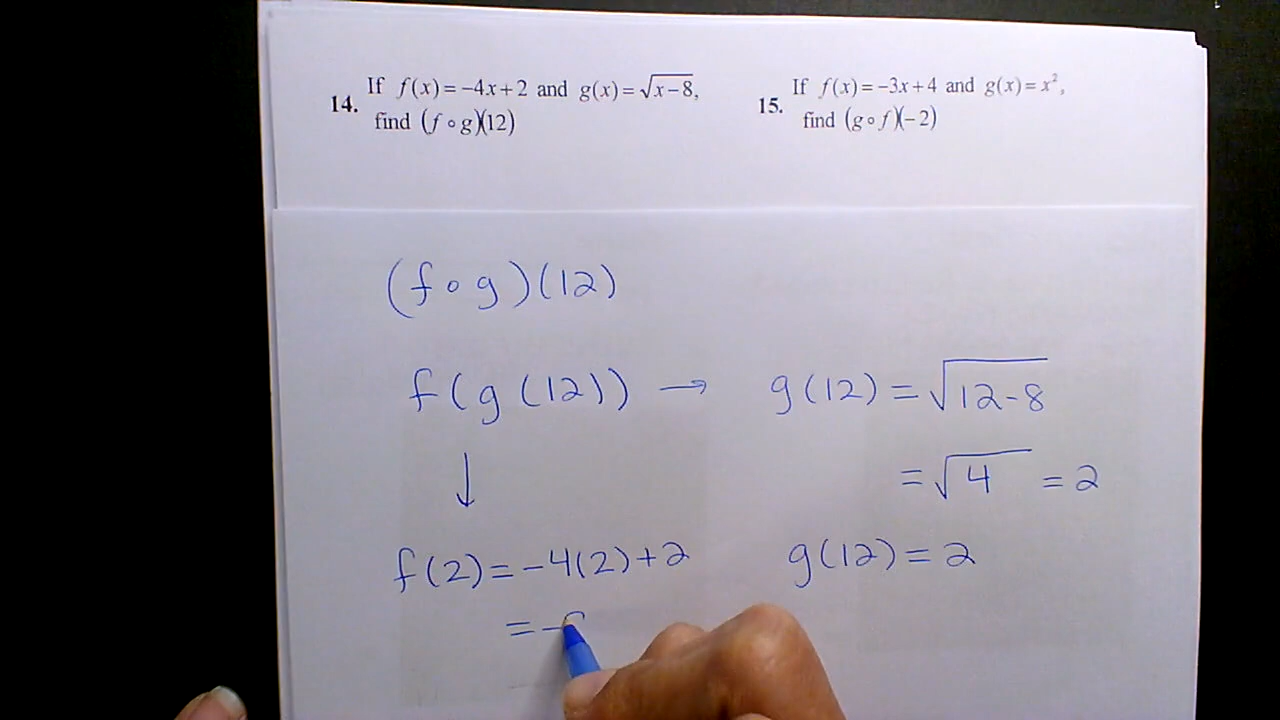 14. If f(x) = -4x + 2 and g(x) = √(x-8),
find (f ∘ g)(12)
15. If f(x) = -3x + 4 and g(x) = x²,
find (g ∘ f)(-2)
(f ∘ g)(12)
f(g(12)) → g(12) = √(12-8)
↓ = √4 = 2
f(2) = -4(2)+2 g(12) = 2
= -